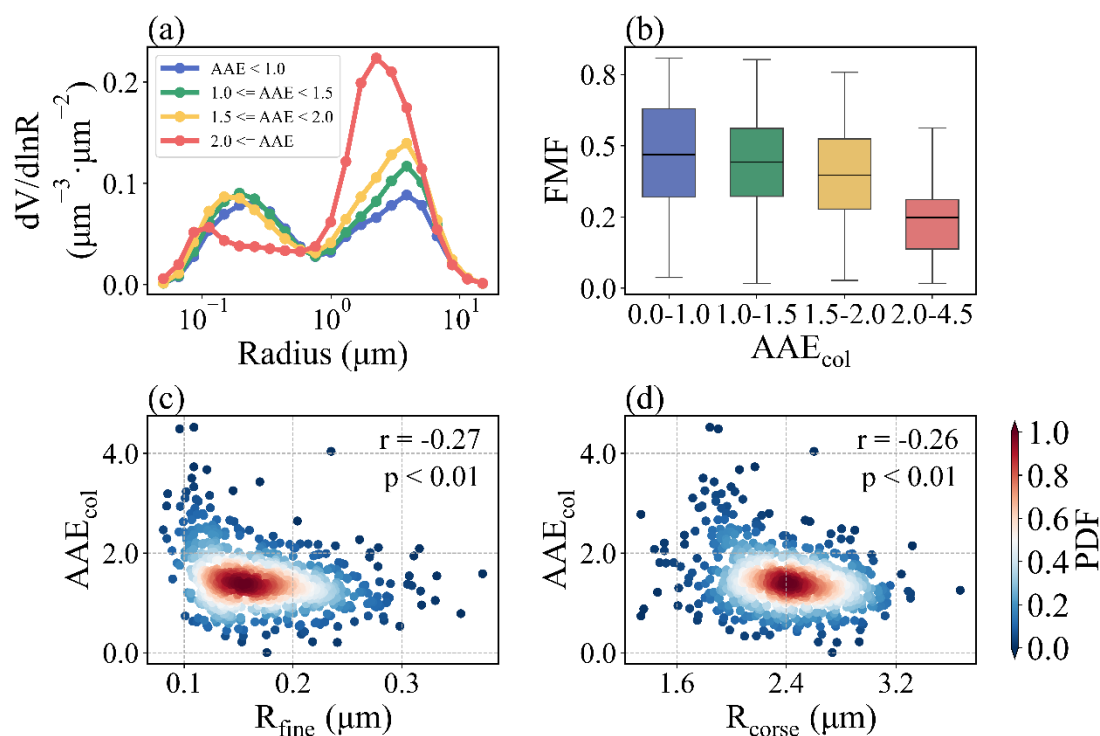 (a)
dV/dlnR
(μm⁻³ · μm⁻²)
0.2
0.1
0.0
AAE < 1.0
1.0 <= AAE < 1.5
1.5 <= AAE < 2.0
2.0 <= AAE
10⁻¹
10⁰
10¹
Radius (μm)
(b)
FMF
0.8
0.5
0.2
0.0
0.0-1.0
1.0-1.5
1.5-2.0
2.0-4.5
AAE_col
(c)
r = -0.27
p < 0.01
AAE_col
4.0
2.0
0.0
0.1
0.2
0.3
R_fine (μm)
(d)
r = -0.26
p < 0.01
AAE_col
4.0
2.0
0.0
1.6
2.4
3.2
R_corse (μm)
1.0
0.8
0.6
0.4
0.2
0.0
PDF